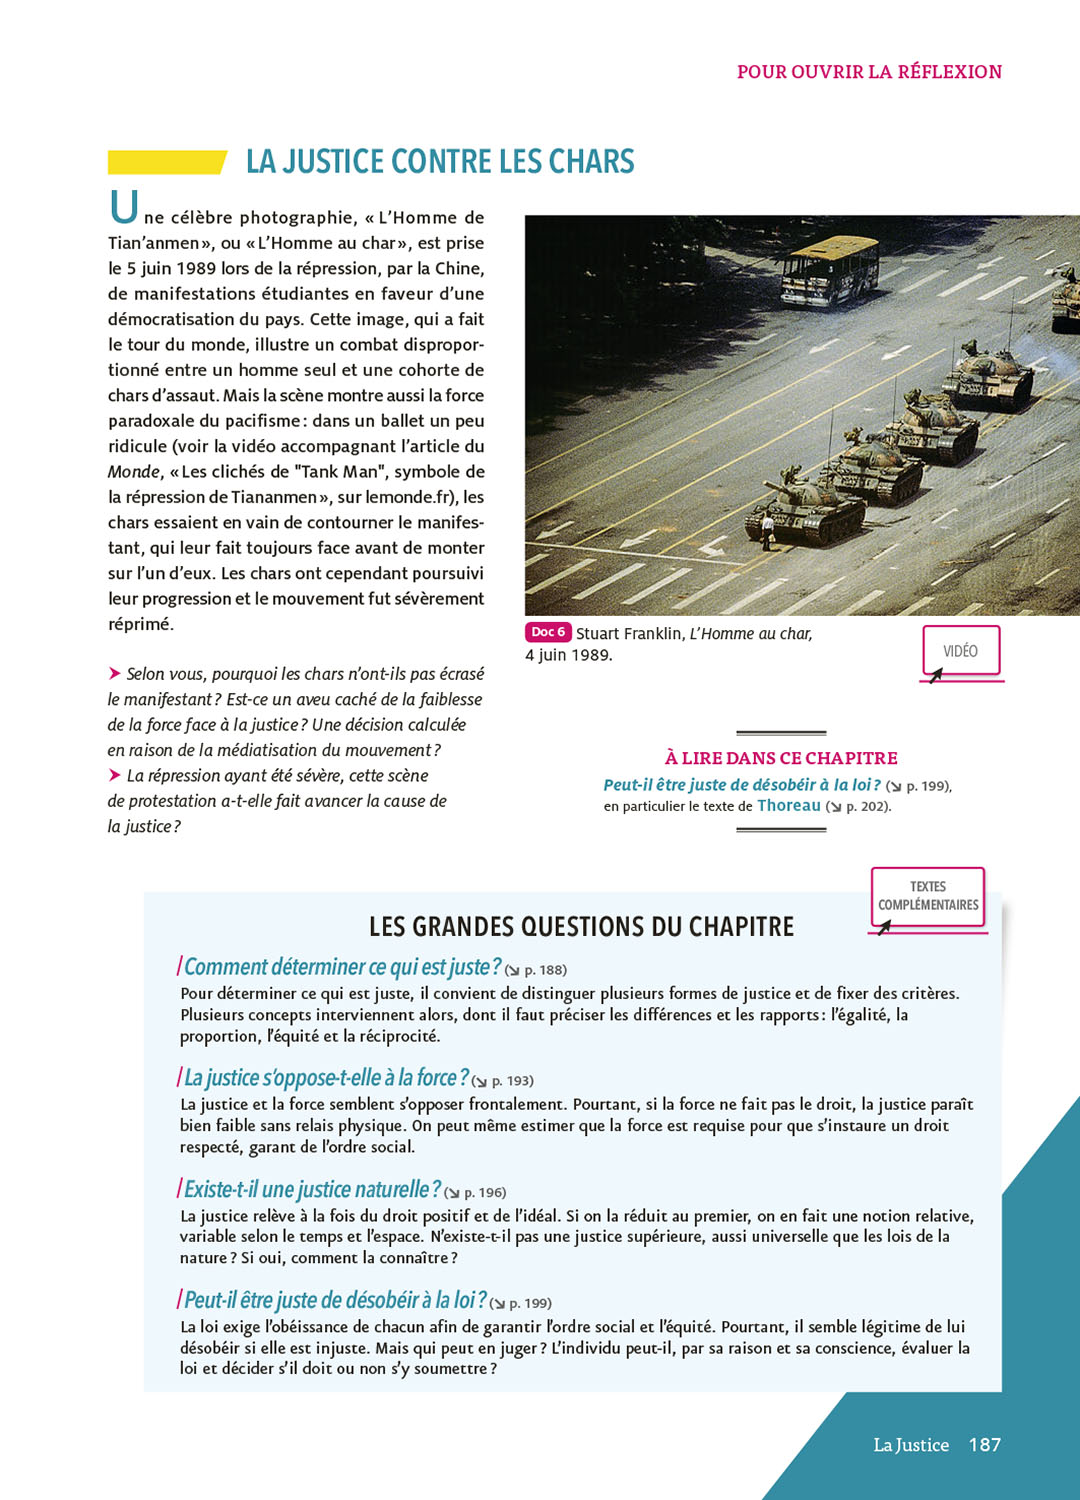 POUR OUVRIR LA RÉFLEXION
LA JUSTICE CONTRE LES CHARS
Une célèbre photographie, « L'Homme de
Tian'anmen », ou « L'Homme au char », est prise
le 5 juin 1989 lors de la répression, par la Chine,
de manifestations étudiantes en faveur d'une
démocratisation du pays. Cette image, qui a fait
le tour du monde, illustre un combat dispropor-
tionné entre un homme seul et une cohorte de
chars d'assaut. Mais la scène montre aussi la force
paradoxale du pacifisme : dans un ballet un peu
ridicule (voir la vidéo accompagnant l'article du
Monde, « Les clichés de "Tank Man", symbole de
la répression de Tiananmen », sur lemonde.fr), les
chars essaient en vain de contourner le manifes-
tant, qui leur fait toujours face avant de monter
sur l'un d'eux. Les chars ont cependant poursuivi
leur progression et le mouvement fut sévèrement
réprimé.
➤ Selon vous, pourquoi les chars n'ont-ils pas écrasé
le manifestant ? Est-ce un aveu caché de la faiblesse
de la force face à la justice ? Une décision calculée
en raison de la médiatisation du mouvement ?
➤ La répression ayant été sévère, cette scène
de protestation a-t-elle fait avancer la cause de
la justice ?
Doc 6 Stuart Franklin, L'Homme au char,
4 juin 1989.
VIDÉO
À LIRE DANS CE CHAPITRE
Peut-il être juste de désobéir à la loi ? (↘ p. 199),
en particulier le texte de Thoreau (↘ p. 202).
TEXTES
COMPLÉMENTAIRES
LES GRANDES QUESTIONS DU CHAPITRE
/Comment déterminer ce qui est juste ? (↘ p. 188)
Pour déterminer ce qui est juste, il convient de distinguer plusieurs formes de justice et de fixer des critères.
Plusieurs concepts interviennent alors, dont il faut préciser les différences et les rapports : l'égalité, la
proportion, l'équité et la réciprocité.
/La justice s'oppose-t-elle à la force ? (↘ p. 193)
La justice et la force semblent s'opposer frontalement. Pourtant, si la force ne fait pas le droit, la justice paraît
bien faible sans relais physique. On peut même estimer que la force est requise pour que s'instaure un droit
respecté, garant de l'ordre social.
/Existe-t-il une justice naturelle ? (↘ p. 196)
La justice relève à la fois du droit positif et de l'idéal. Si on la réduit au premier, on en fait une notion relative,
variable selon le temps et l'espace. N'existe-t-il pas une justice supérieure, aussi universelle que les lois de la
nature ? Si oui, comment la connaître ?
/Peut-il être juste de désobéir à la loi ? (↘ p. 199)
La loi exige l'obéissance de chacun afin de garantir l'ordre social et l'équité. Pourtant, il semble légitime de lui
désobéir si elle est injuste. Mais qui peut en juger ? L'individu peut-il, par sa raison et sa conscience, évaluer la
loi et décider s'il doit ou non s'y soumettre ?
La Justice 187